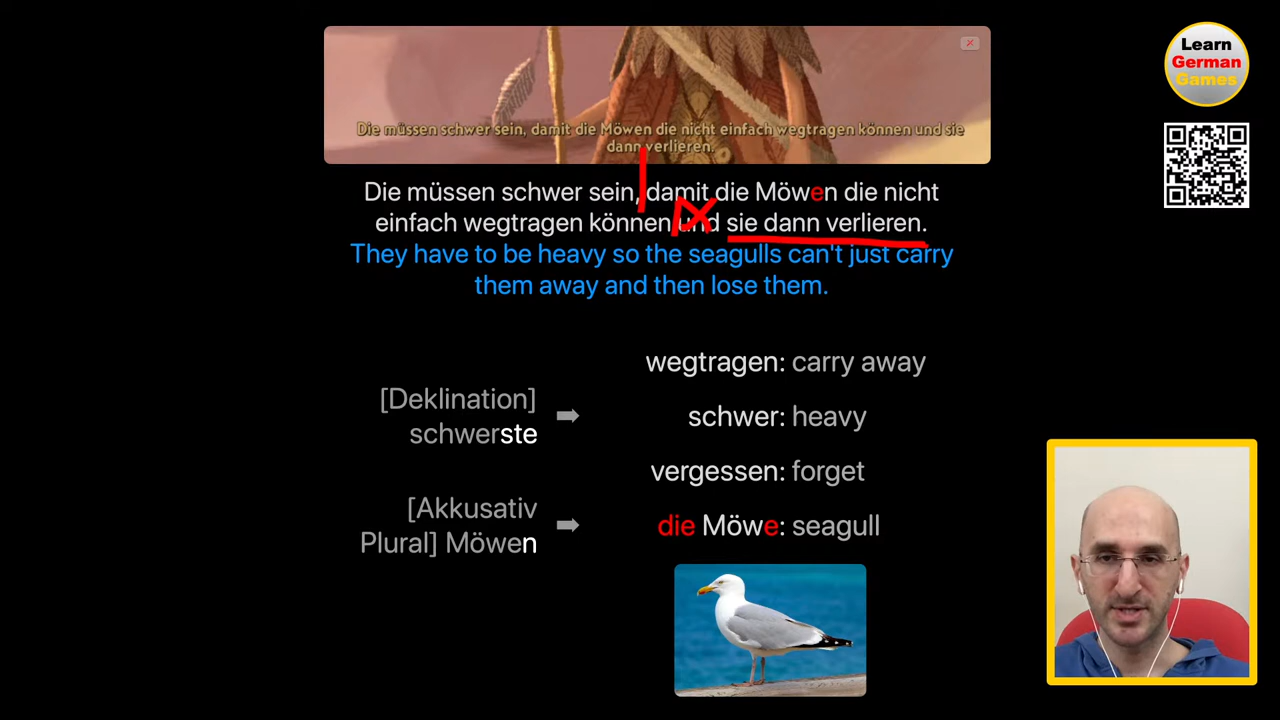 Learn
German
Games
Die müssen schwer sein, damit die Möwen die nicht einfach wegtragen können und sie
dann verlieren.
Die müssen schwer sein, damit die Möwen die nicht
einfach wegtragen können und sie dann verlieren.
They have to be heavy so the seagulls can't just carry
them away and then lose them.
wegtragen: carry away
[Deklination]
schwerste
➡ schwer: heavy
vergessen: forget
[Akkusativ
Plural] Möwen
➡ die Möwe: seagull